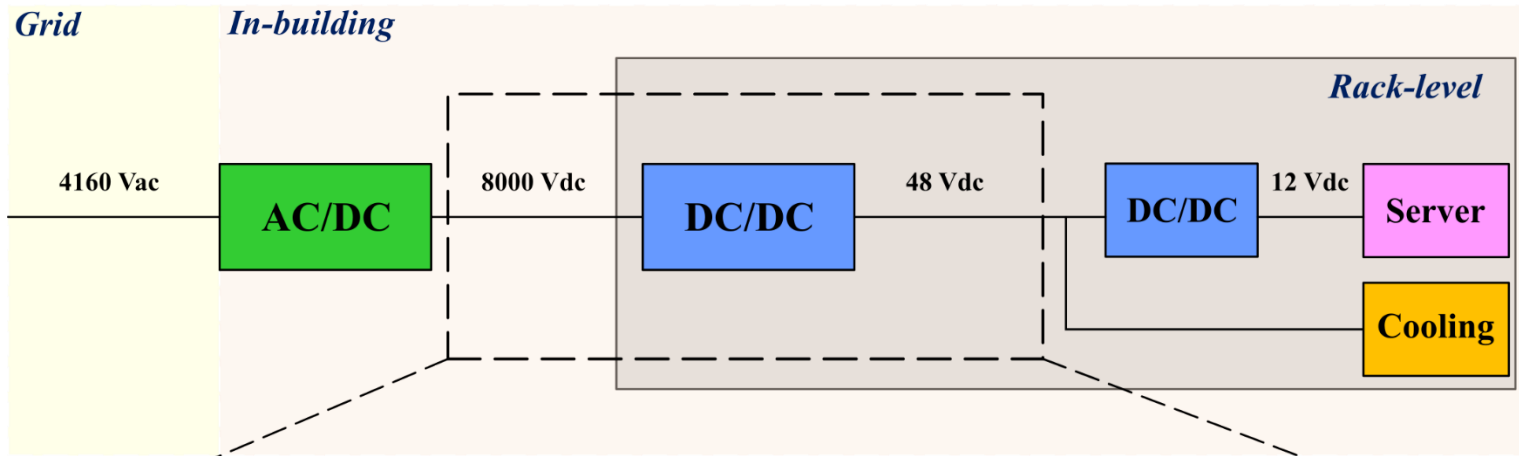 Grid
In-building
Rack-level
4160 Vac
AC/DC
8000 Vdc
DC/DC
48 Vdc
DC/DC
12 Vdc
Server
Cooling